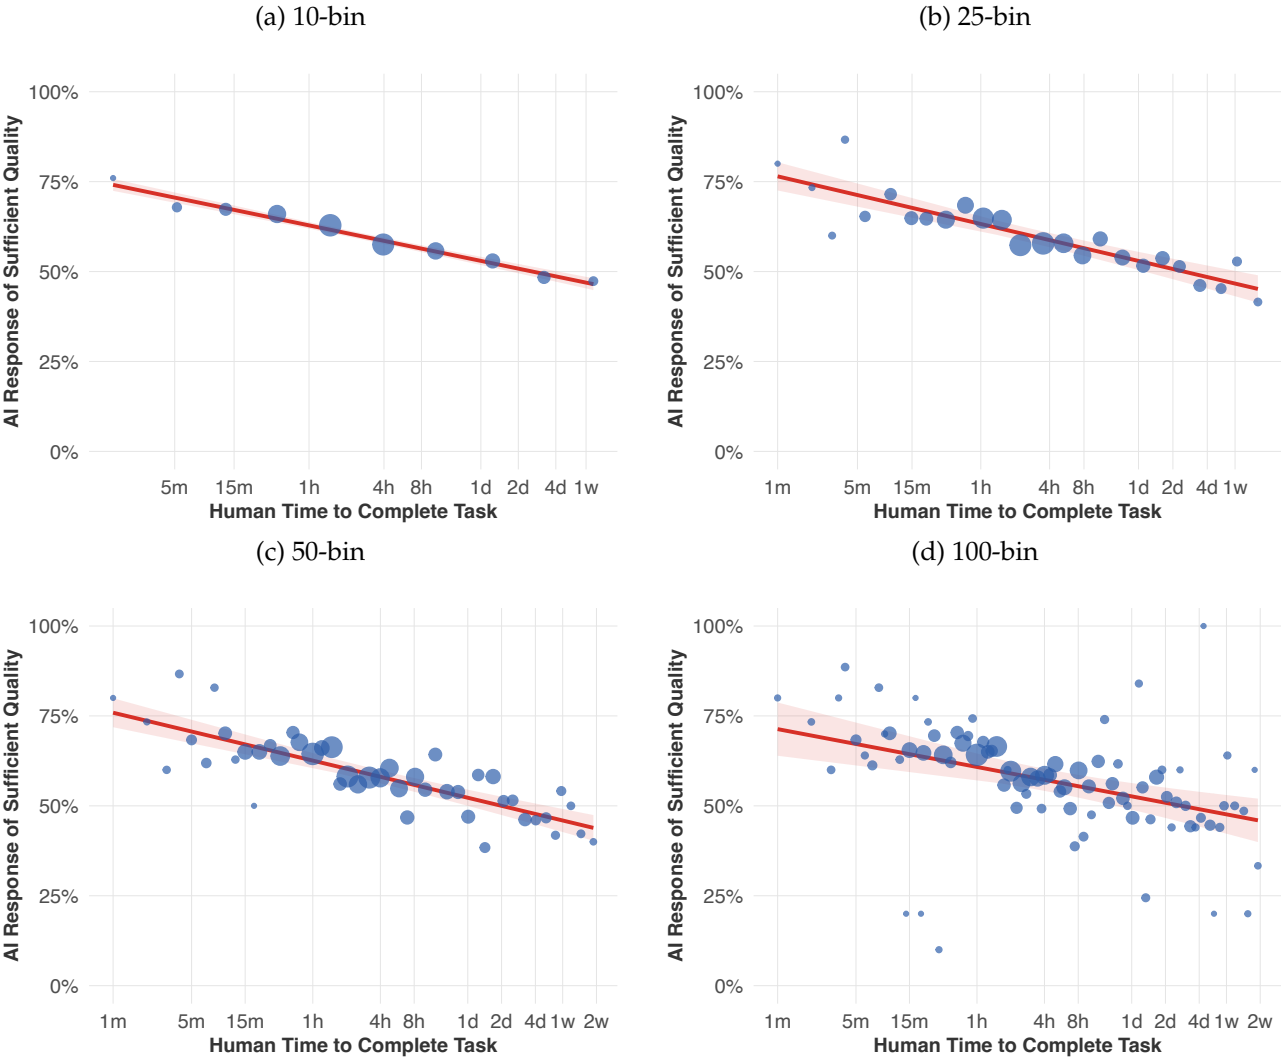 (a) 10-bin
AI Response of Sufficient Quality
100%
75%
50%
25%
0%
5m 15m 1h 4h 8h 1d 2d 4d 1w
Human Time to Complete Task
(b) 25-bin
AI Response of Sufficient Quality
100%
75%
50%
25%
0%
1m 5m 15m 1h 4h 8h 1d 2d 4d 1w
Human Time to Complete Task
(c) 50-bin
AI Response of Sufficient Quality
100%
75%
50%
25%
0%
1m 5m 15m 1h 4h 8h 1d 2d 4d 1w 2w
Human Time to Complete Task
(d) 100-bin
AI Response of Sufficient Quality
100%
75%
50%
25%
0%
1m 5m 15m 1h 4h 8h 1d 2d 4d 1w 2w
Human Time to Complete Task